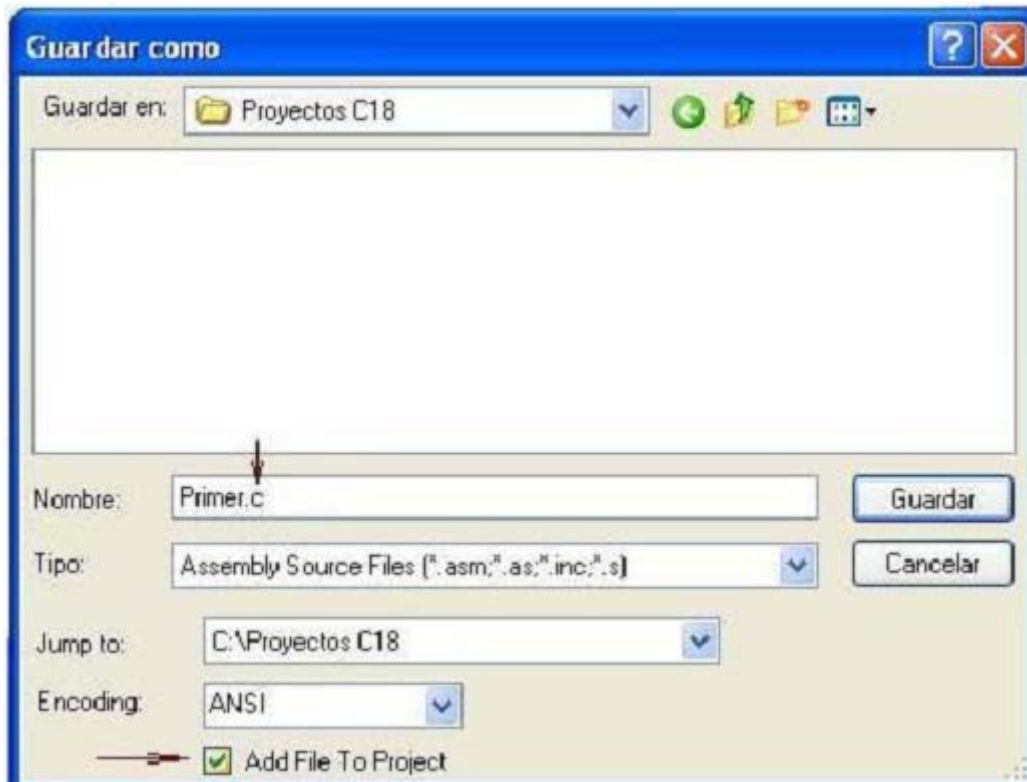 Guardar como
Guardar en: Proyectos C18
Nombre: Primer.c Guardar
Tipo: Assembly Source Files (*.asm;*.as;*.inc;*.s) Cancelar
Jump to: C:\Proyectos C18
Encoding: ANSI
Add File To Project